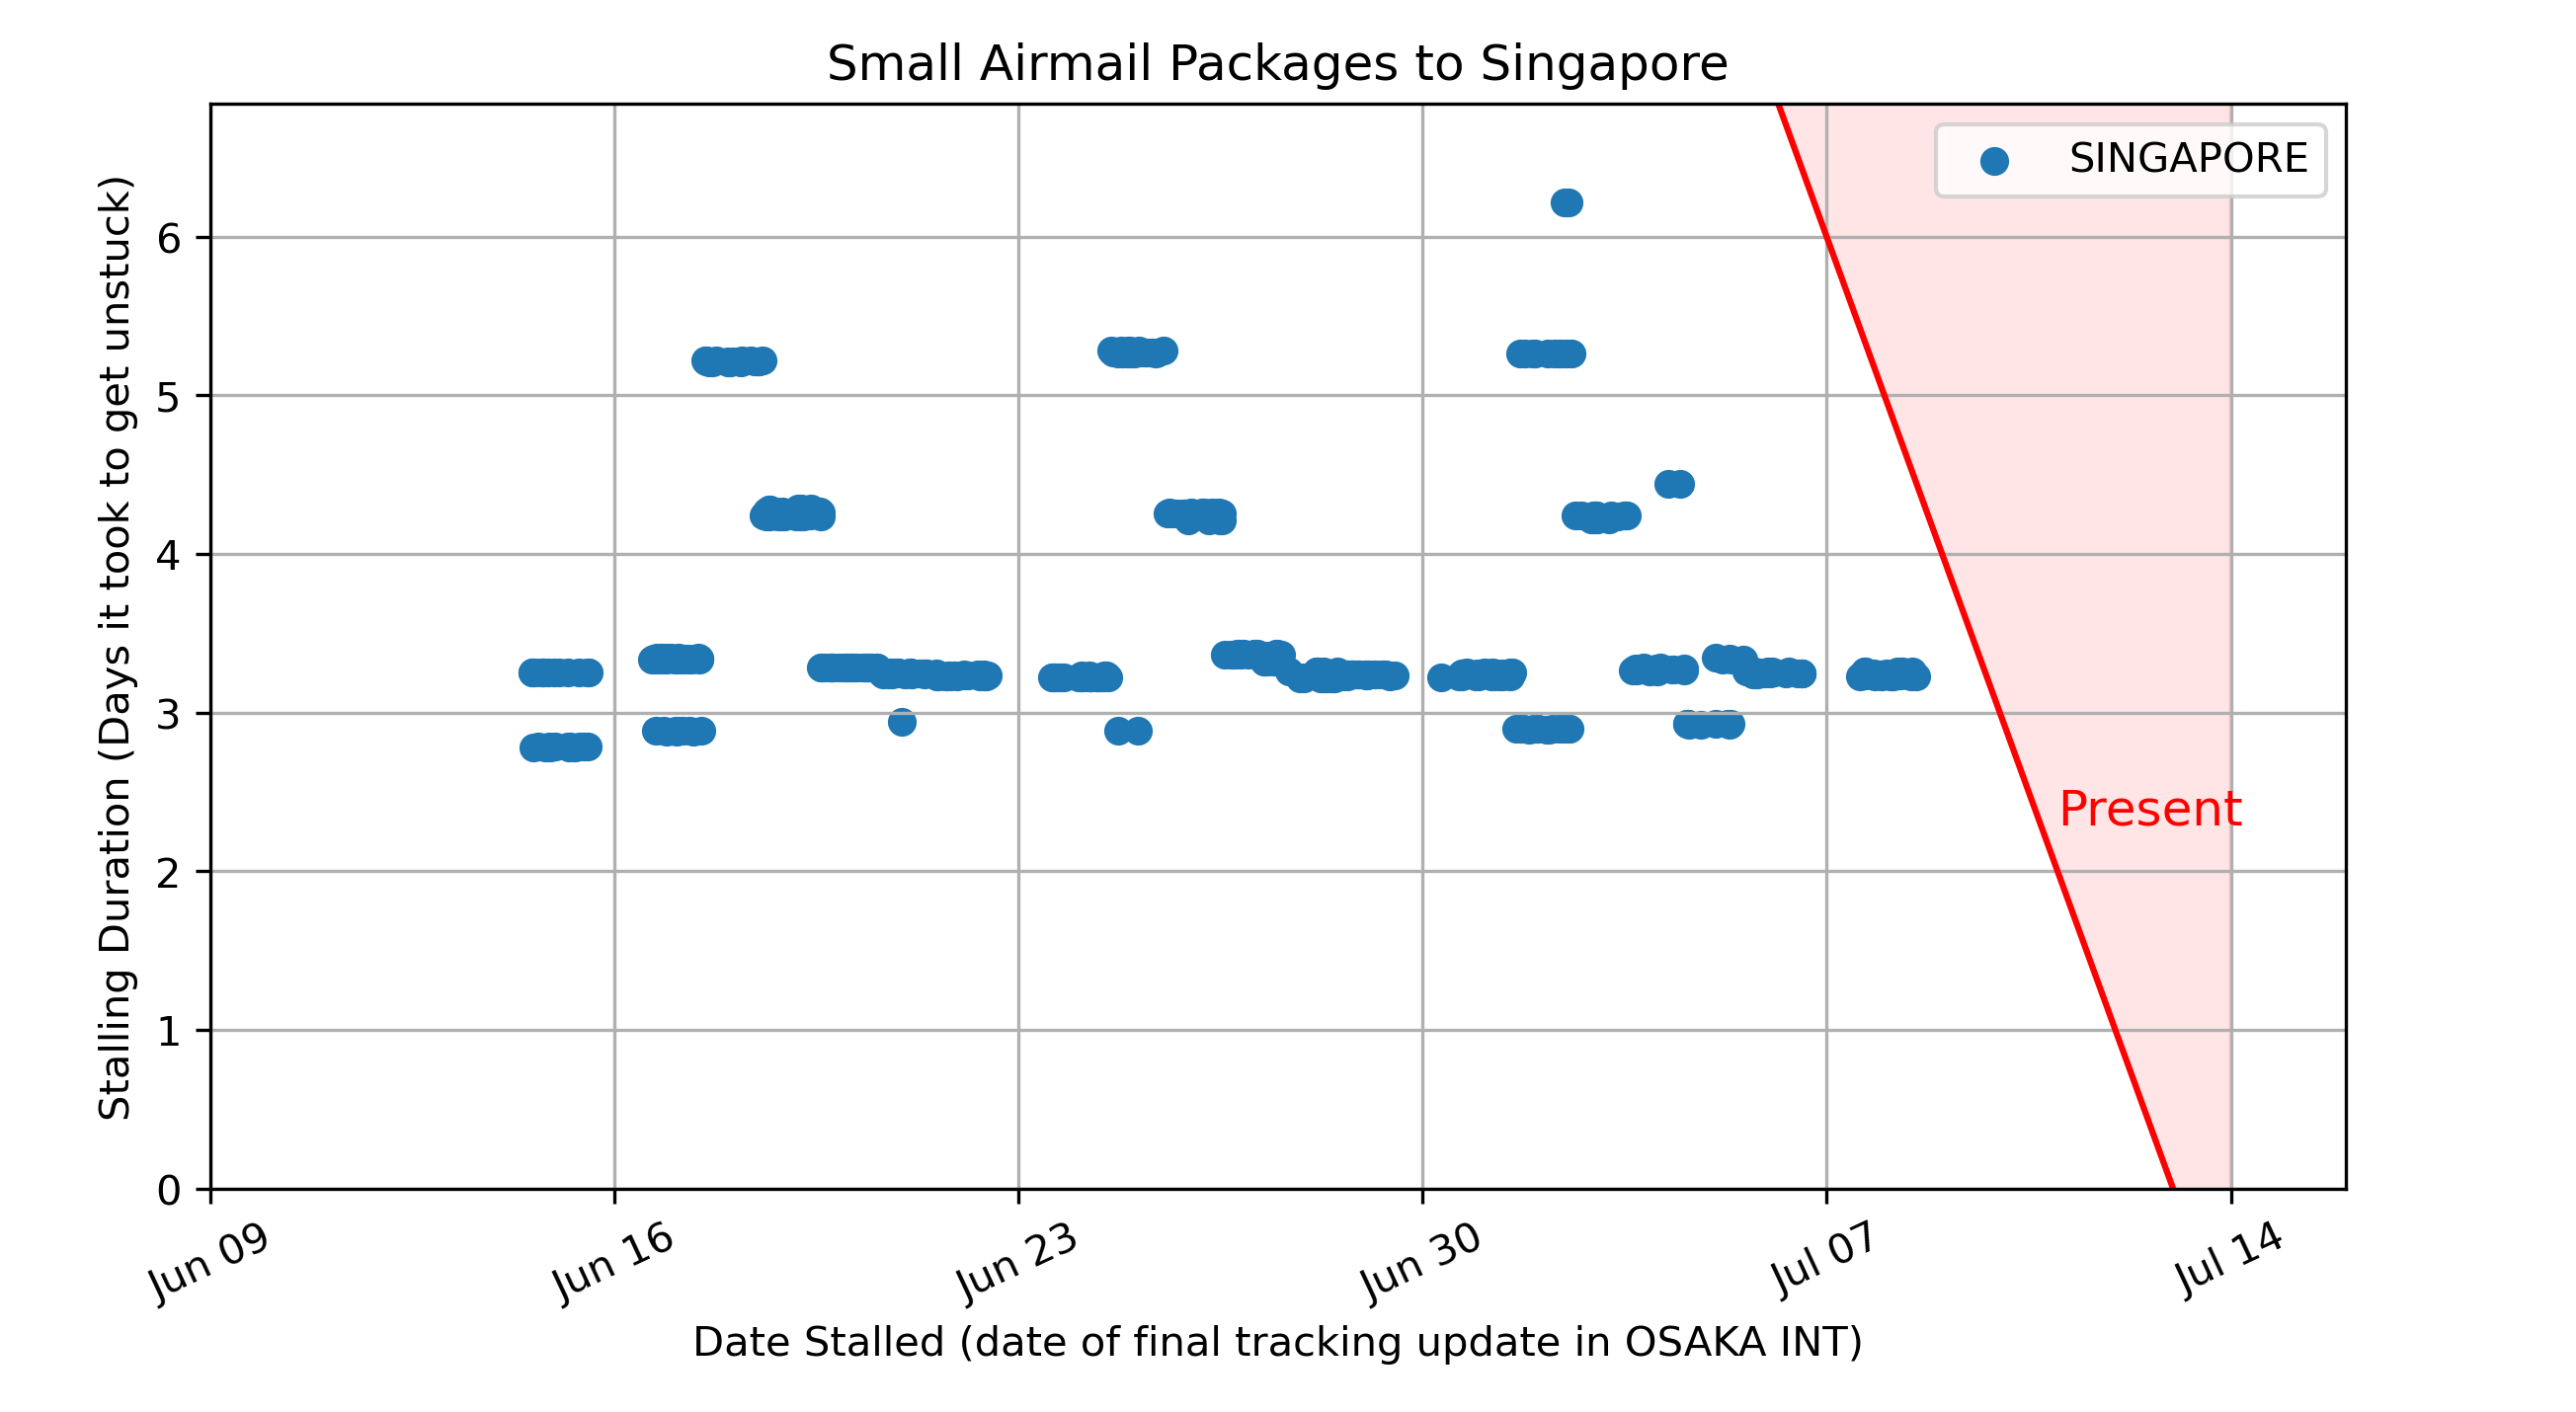 Small Airmail Packages to Singapore
SINGAPORE
Stalling Duration (Days it took to get unstuck)
6
5
4
3
2
1
0
Present
Jun 09
Jun 16
Jun 23
Jun 30
Jul 07
Jul 14
Date Stalled (date of final tracking update in OSAKA INT)